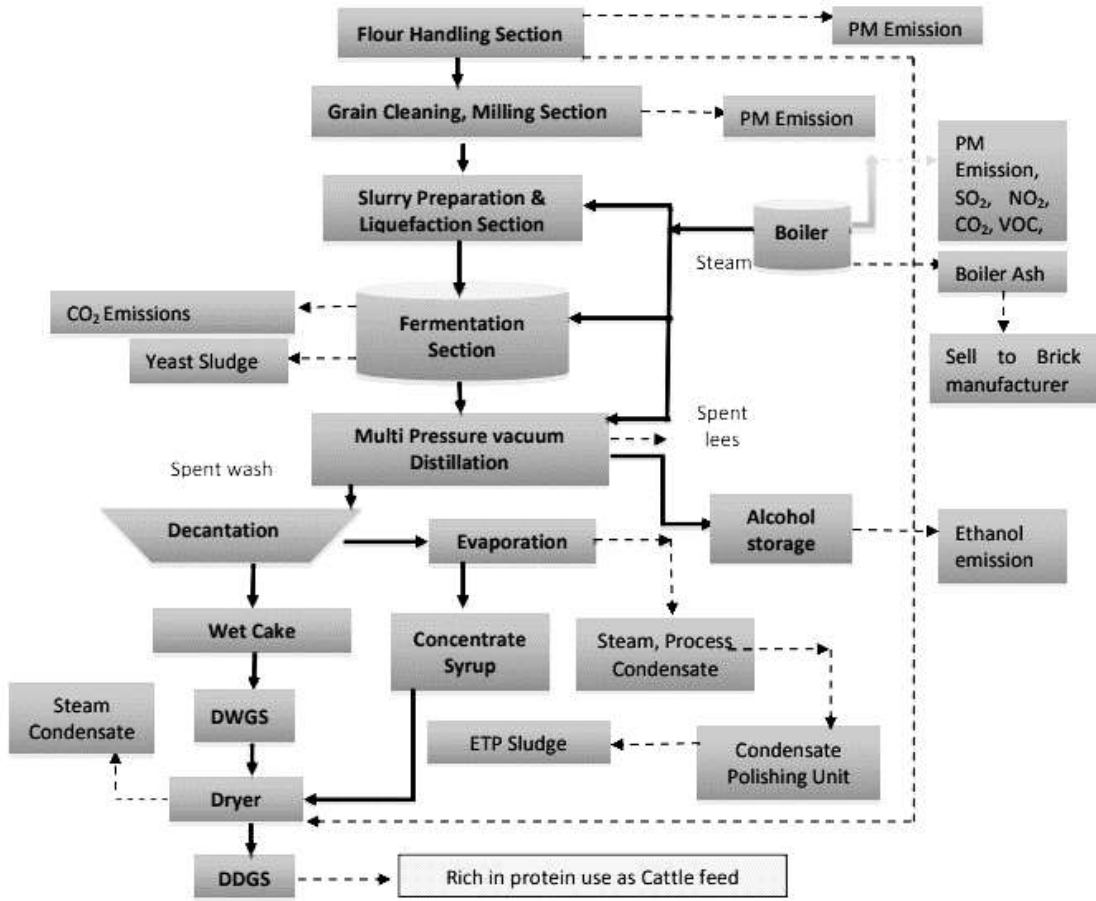 Flour Handling Section
PM Emission
Grain Cleaning, Milling Section
PM Emission
PM
Emission,
SO₂, NO₂,
CO₂, VOC,
Slurry Preparation &
Liquefaction Section
Boiler
Steam
Boiler Ash
CO₂ Emissions
Fermentation
Section
Yeast Sludge
Sell to Brick
manufacturer
Multi Pressure vacuum
Distillation
Spent
lees
Spent wash
Decantation
Evaporation
Alcohol
storage
Ethanol
emission
Wet Cake
Concentrate
Syrup
Steam, Process
Condensate
Steam
Condensate
DWGS
ETP Sludge
Condensate
Polishing Unit
Dryer
DDGS
Rich in protein use as Cattle feed